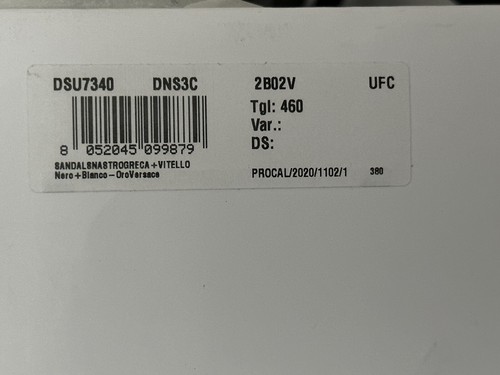 DSU7340 DNS3C 2B02V UFC
Tgl: 460
Var.:
DS:
8 052045 099879
SANDALSNASTROGRECA+VITELLO
Nero+Bianco-OroVersace
PROCAL/2020/1102/1 380